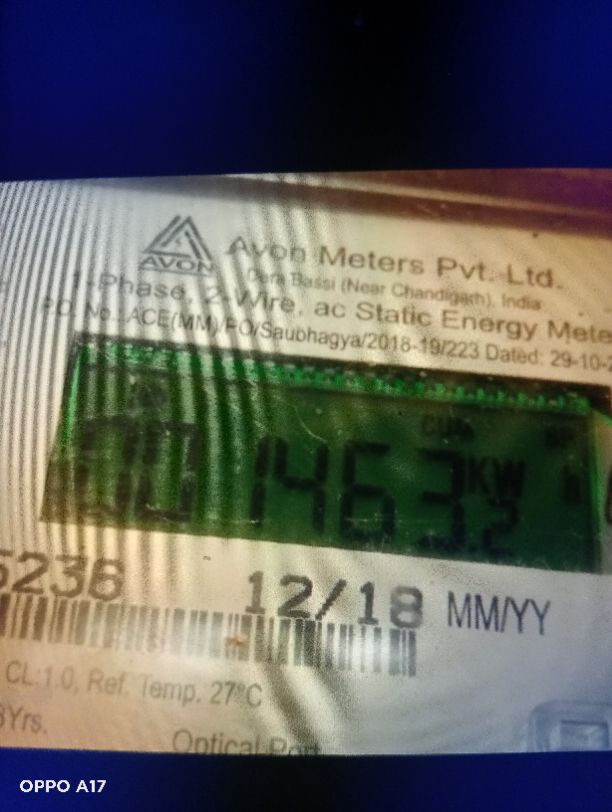 AVON
Avon Meters Pvt. Ltd.
Dera Bassi (Near Chandigarh), India
1-Phase, 2-Wire, ac Static Energy Mete
P.O. No.:ACE(MM)/PO/Saubhagya/2018-19/223 Dated: 29-10-2
1463.2 KW h
5236 12/18 MM/YY
CL:1.0, Ref. Temp. 27°C
Yrs.
Optical Port
OPPO A17